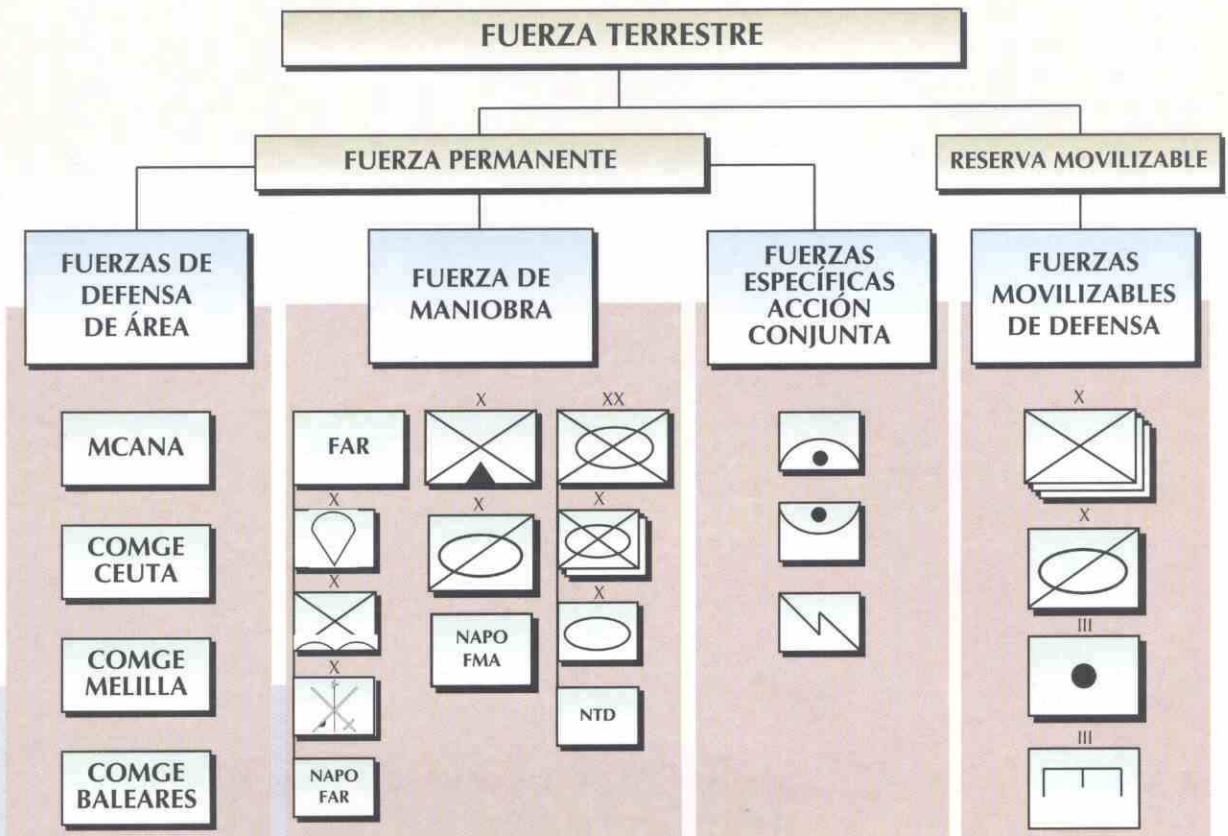 FUERZA TERRESTRE
FUERZA PERMANENTE
RESERVA MOVILIZABLE
FUERZAS DE
DEFENSA
DE ÁREA
FUERZA DE
MANIOBRA
FUERZAS
ESPECÍFICAS
ACCIÓN
CONJUNTA
FUERZAS
MOVILIZABLES
DE DEFENSA
MCANA
COMGE
CEUTA
COMGE
MELILLA
COMGE
BALEARES
FAR
X
X
X
NAPO
FAR
X
X
NAPO
FMA
XX
X
X
NTD
X
X
III
III